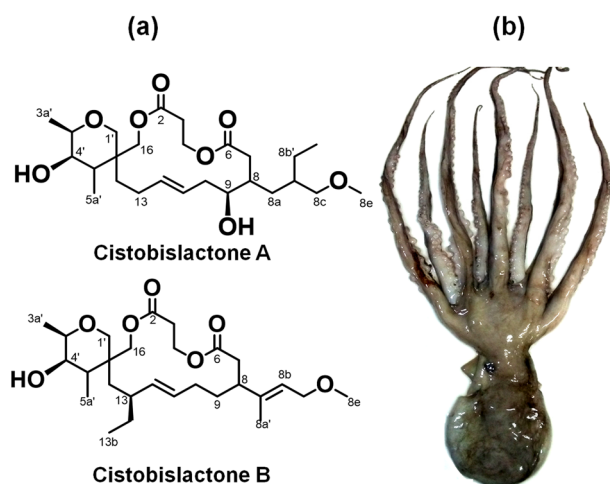 (a) (b)
O
3a' O O 2 O
1' O 6 8b'
4' 16 8
HO 9 O
5a' 13 8a 8c 8e
OH
Cistobislactone A
O
3a' O O 2 O
1' O 6
4' 16 8 8b
HO 9 O 8e
5a' 13 8a'
13b
Cistobislactone B